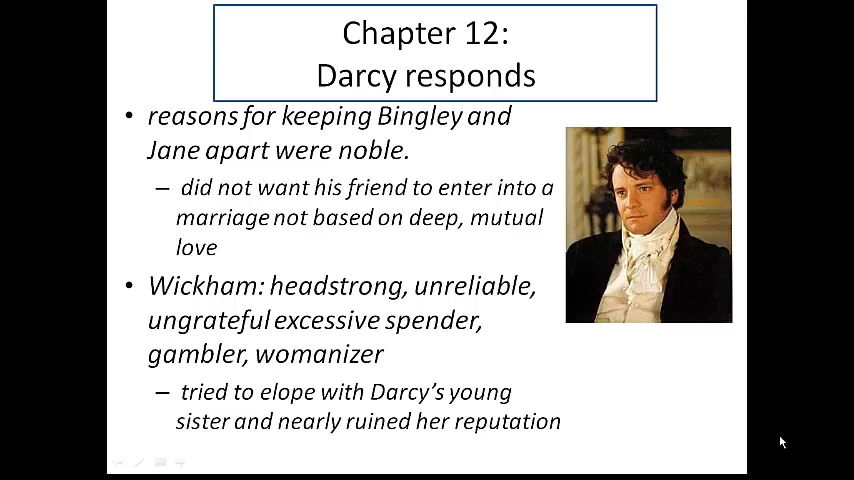 Chapter 12:
Darcy responds
• reasons for keeping Bingley and
Jane apart were noble.
– did not want his friend to enter into a
marriage not based on deep, mutual
love
• Wickham: headstrong, unreliable,
ungrateful excessive spender,
gambler, womanizer
– tried to elope with Darcy's young
sister and nearly ruined her reputation